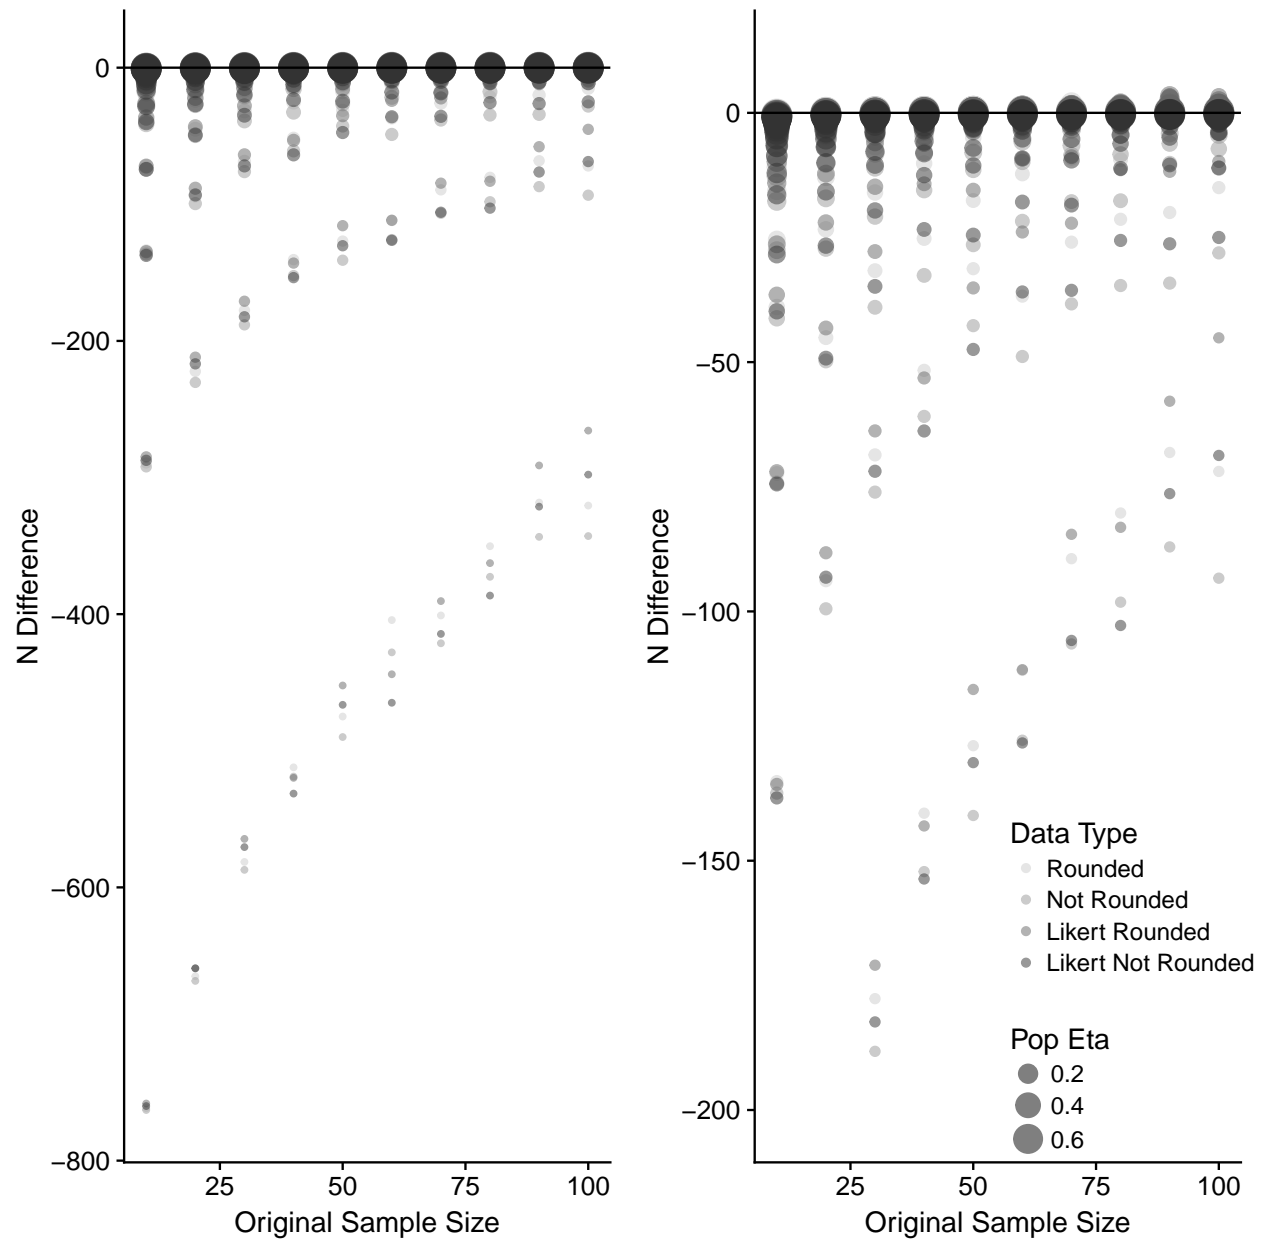 0
−200
−400
−600
−800
N Difference
25 50 75 100
Original Sample Size
0
−50
−100
−150
−200
N Difference
25 50 75 100
Original Sample Size
Data Type
Rounded
Not Rounded
Likert Rounded
Likert Not Rounded
Pop Eta
0.2
0.4
0.6